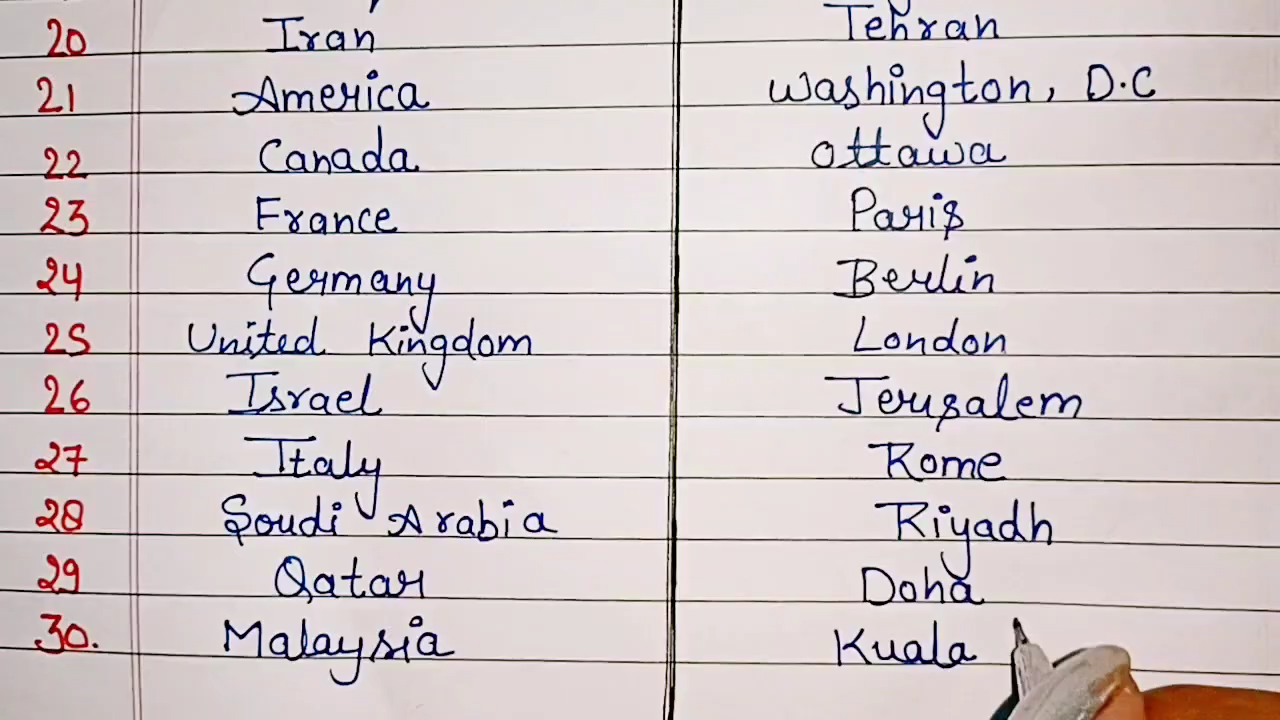 20 Iran Tehran
21 America Washington, D.C
22 Canada Ottawa
23 France Paris
24 Germany Berlin
25 United Kingdom London
26 Israel Jerusalem
27 Italy Rome
28 Soudi Arabia Riyadh
29 Qatar Doha
30. Malaysia Kuala